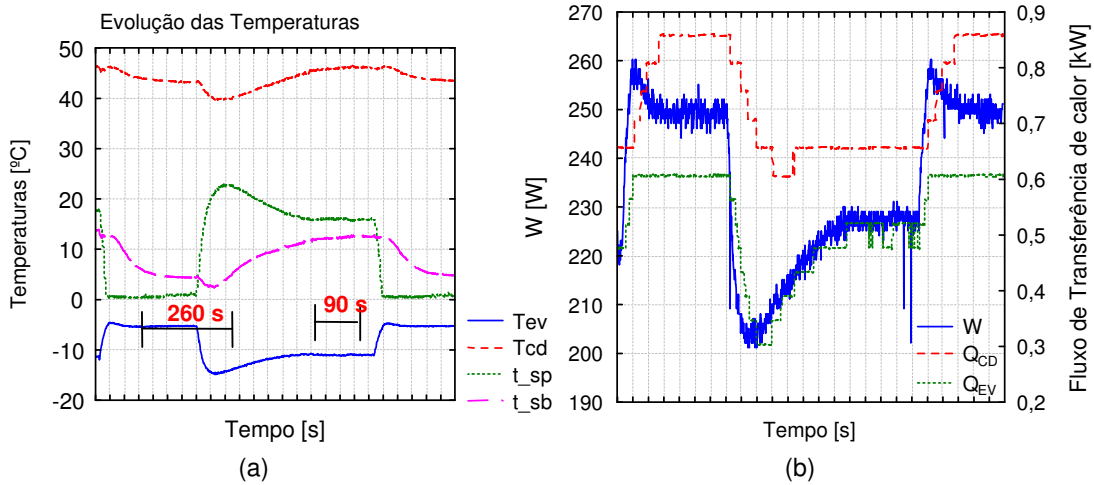 Evolução das Temperaturas
50
40
30
20
10
0
-10
-20
Temperaturas [ºC]
260 s
90 s
Tev
Tcd
t_sp
t_sb
Tempo [s]
(a)
270
260
250
240
230
220
210
200
190
W [W]
0,9
0,8
0,7
0,6
0,5
0,4
0,3
0,2
Fluxo de Transferência de calor [kW]
W
Q_CD
Q_EV
Tempo [s]
(b)